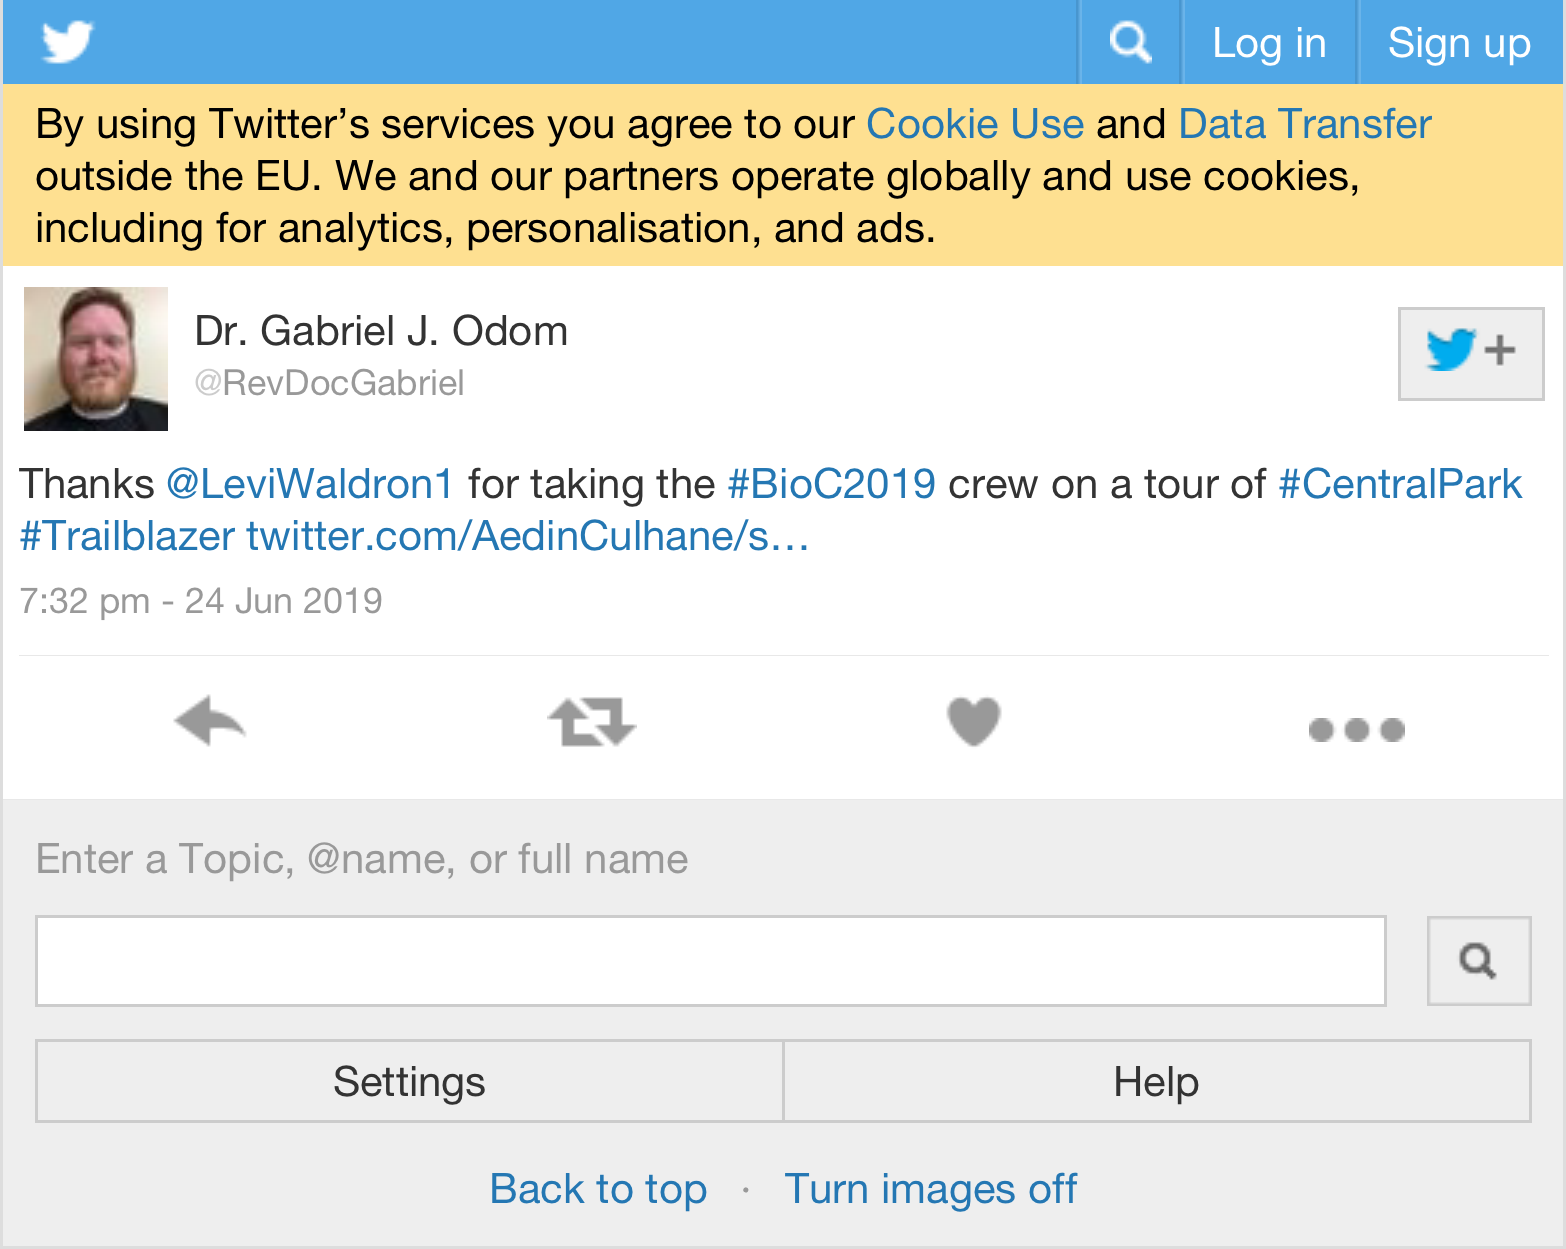 Log in
Sign up
By using Twitter’s services you agree to our Cookie Use and Data Transfer
outside the EU. We and our partners operate globally and use cookies,
including for analytics, personalisation, and ads.
Dr. Gabriel J. Odom
@RevDocGabriel
Thanks @LeviWaldron1 for taking the #BioC2019 crew on a tour of #CentralPark
#Trailblazer twitter.com/AedinCulhane/s…
7:32 pm - 24 Jun 2019
Enter a Topic, @name, or full name
Settings
Help
Back to top · Turn images off